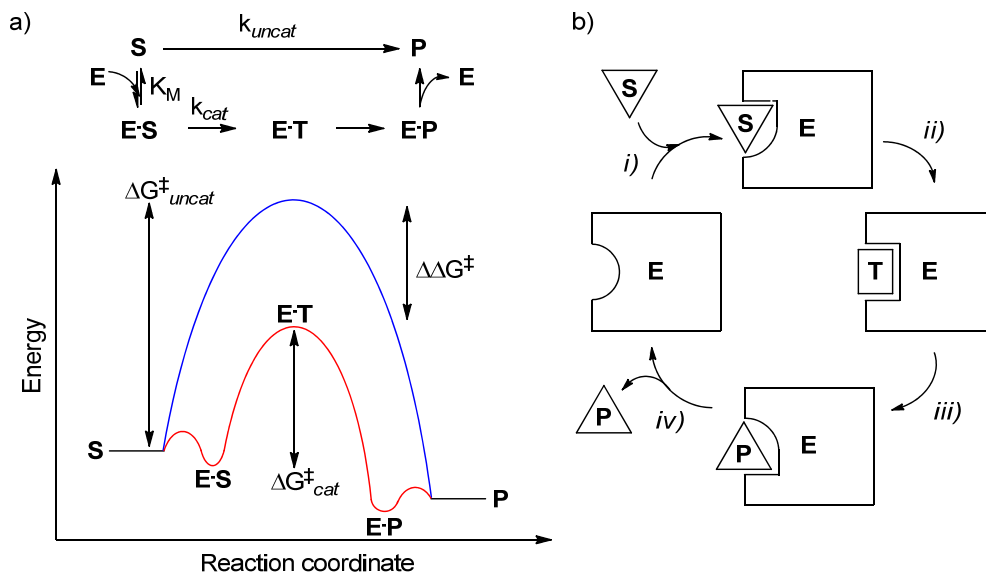 a)
k_uncat
S P
E K_M E
k_cat
E·S E·T E·P
ΔG‡_uncat
ΔΔG‡
E·T
Energy
S
E·S
ΔG‡_cat
P
E·P
Reaction coordinate
b)
S
S E
i)
ii)
E
T E
P
iv)
iii)
P E